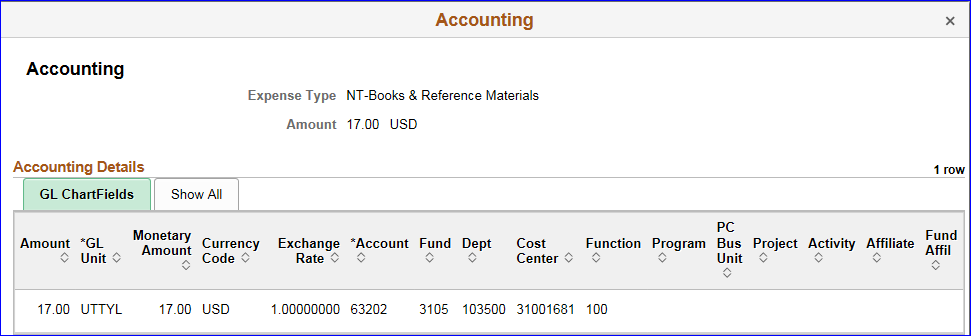 Accounting ×
Accounting
Expense Type NT-Books & Reference Materials
Amount 17.00 USD
Accounting Details 1 row
GL ChartFields Show All
Amount *GL Unit Monetary Amount Currency Code Exchange Rate *Account Fund Dept Cost Center Function Program PC Bus Unit Project Activity Affiliate Fund Affil
17.00 UTTYL 17.00 USD 1.00000000 63202 3105 103500 31001681 100